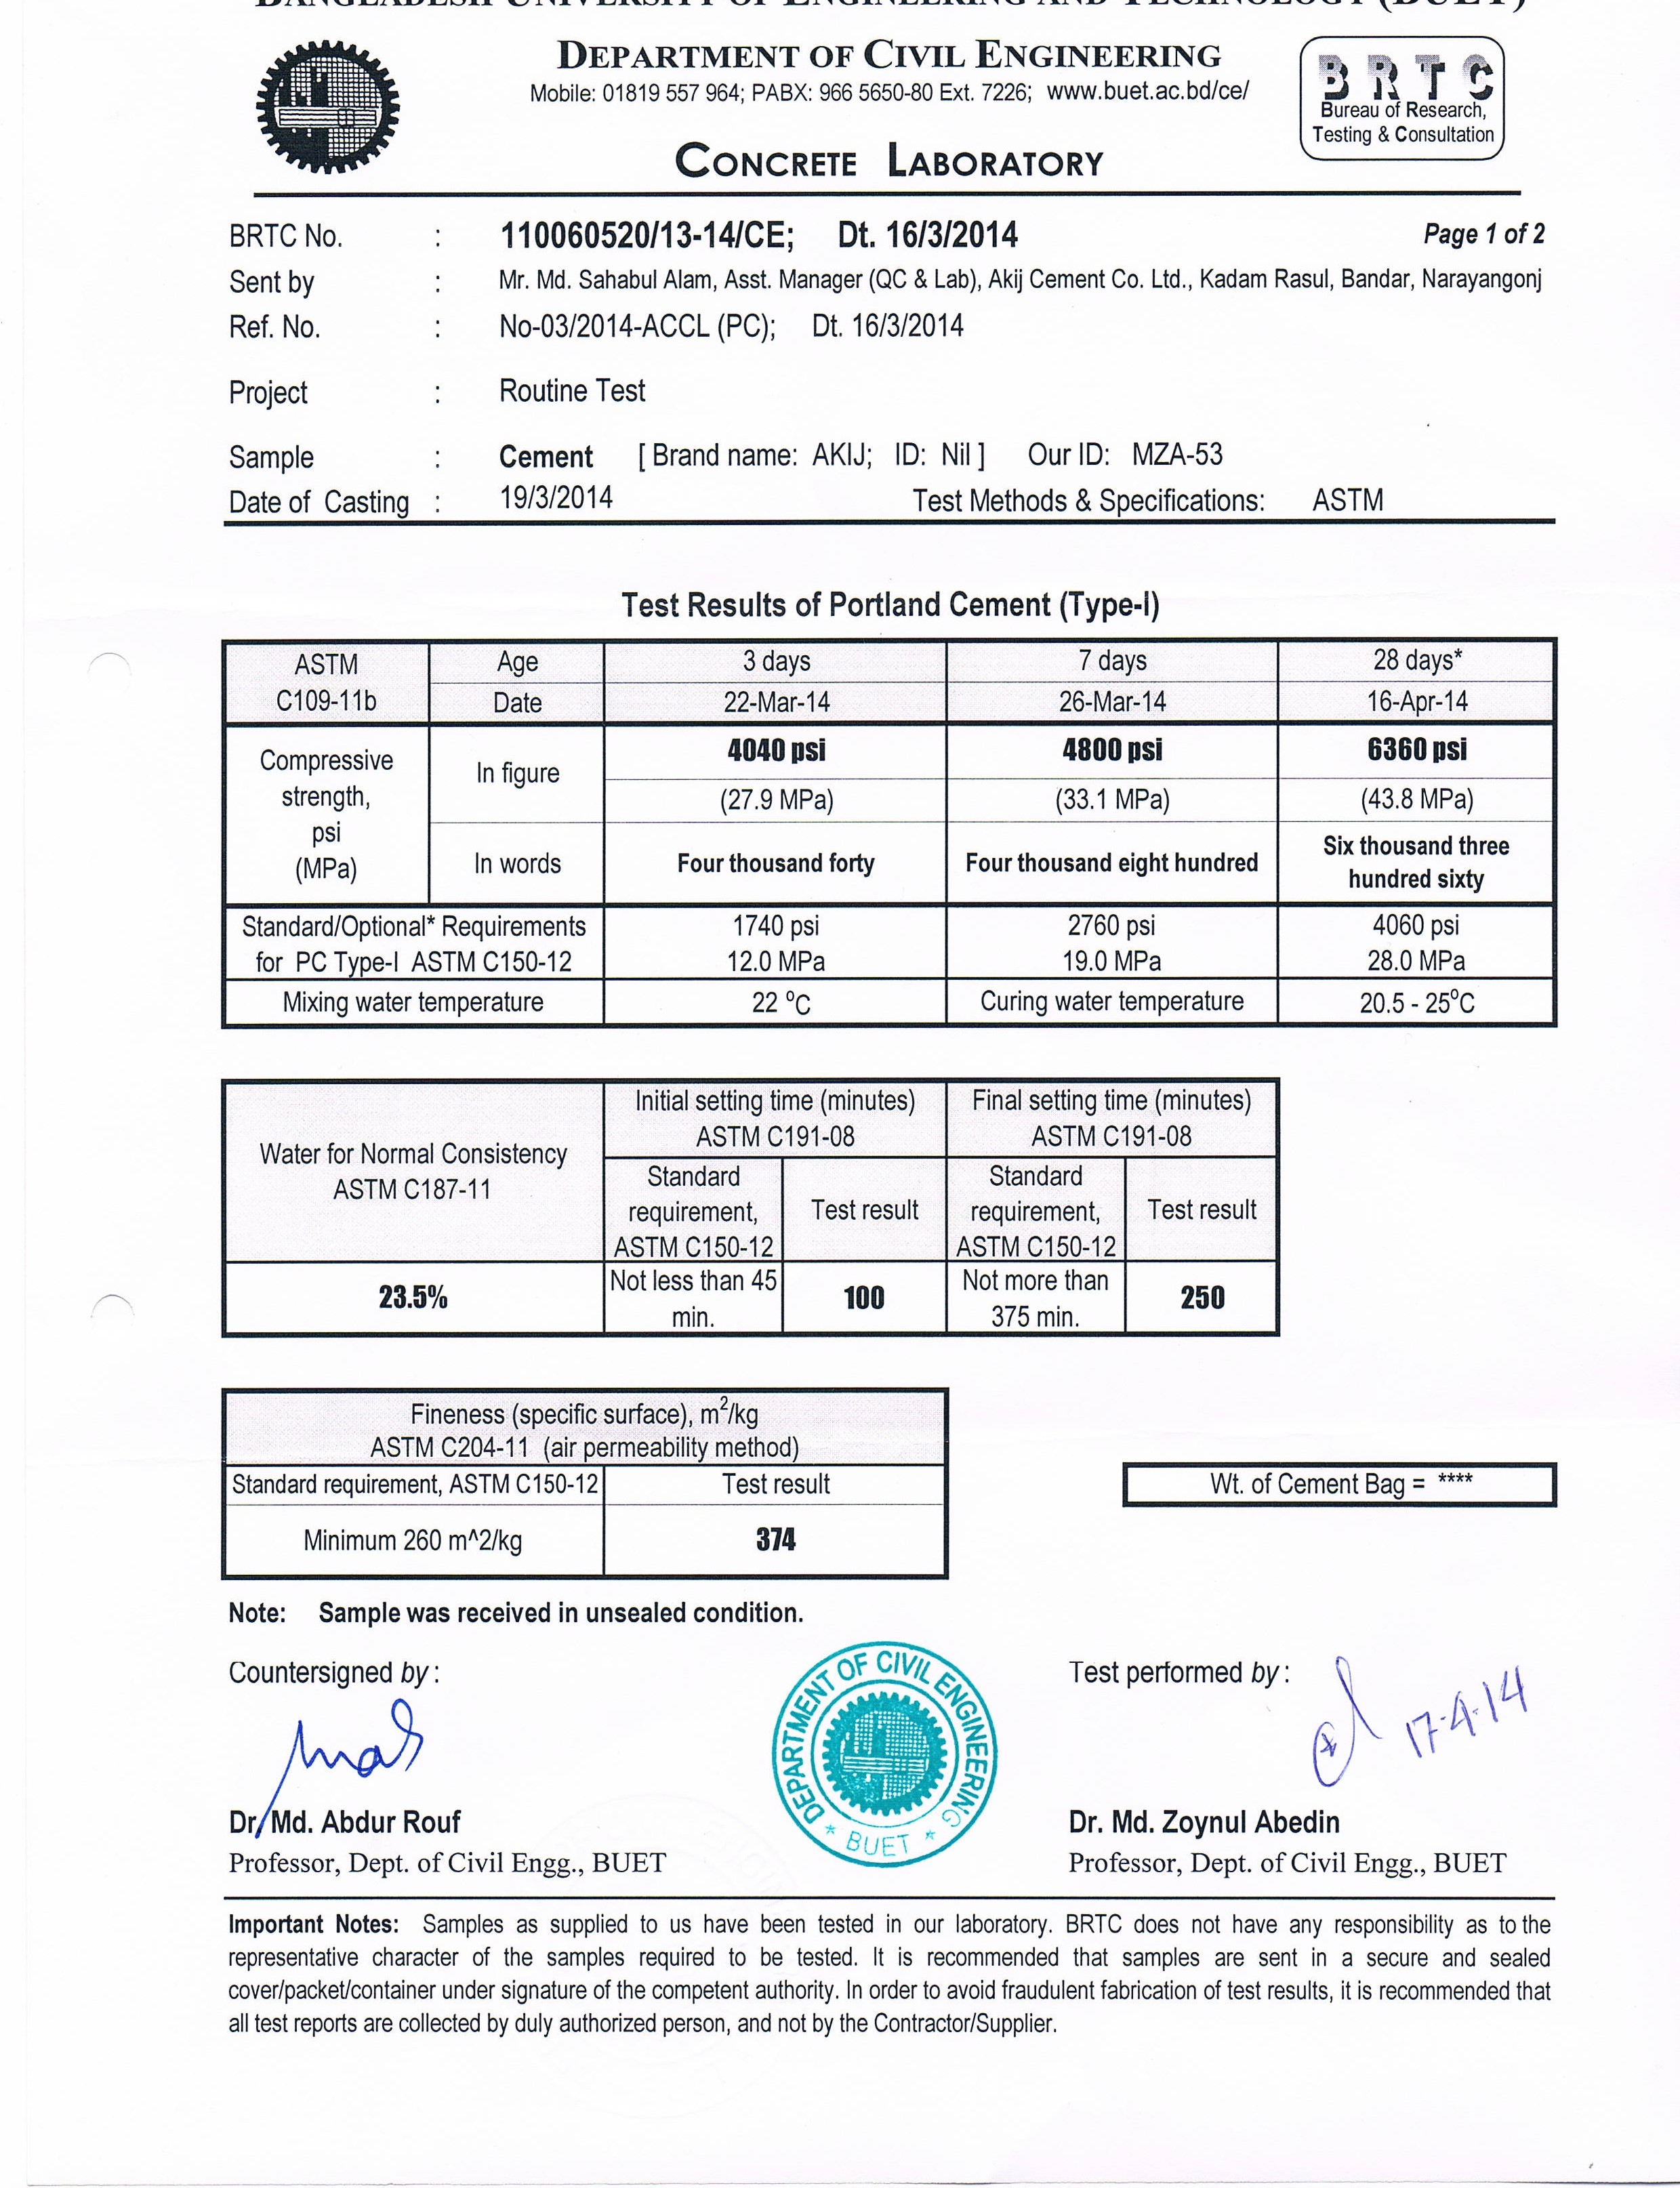 BANGLADESH UNIVERSITY OF ENGINEERING AND TECHNOLOGY (BUET)
DEPARTMENT OF CIVIL ENGINEERING
Mobile: 01819 557 964; PABX: 966 5650-80 Ext. 7226; www.buet.ac.bd/ce/
CONCRETE LABORATORY
BRTC
Bureau of Research,
Testing & Consultation
BRTC No. : 110060520/13-14/CE; Dt. 16/3/2014 Page 1 of 2
Sent by : Mr. Md. Sahabul Alam, Asst. Manager (QC & Lab), Akij Cement Co. Ltd., Kadam Rasul, Bandar, Narayangonj
Ref. No. : No-03/2014-ACCL (PC); Dt. 16/3/2014
Project : Routine Test
Sample : Cement [ Brand name: AKIJ; ID: Nil ] Our ID: MZA-53
Date of Casting : 19/3/2014 Test Methods & Specifications: ASTM
Test Results of Portland Cement (Type-I)
ASTM C109-11b Age 3 days 7 days 28 days*
Date 22-Mar-14 26-Mar-14 16-Apr-14
Compressive strength, psi (MPa) In figure 4040 psi 4800 psi 6360 psi
(27.9 MPa) (33.1 MPa) (43.8 MPa)
In words Four thousand forty Four thousand eight hundred Six thousand three hundred sixty
Standard/Optional* Requirements 1740 psi 2760 psi 4060 psi
for PC Type-I ASTM C150-12 12.0 MPa 19.0 MPa 28.0 MPa
Mixing water temperature 22 °C Curing water temperature 20.5 - 25°C
Water for Normal Consistency
ASTM C187-11
Initial setting time (minutes)
ASTM C191-08
Final setting time (minutes)
ASTM C191-08
Standard requirement, ASTM C150-12 Test result Standard requirement, ASTM C150-12 Test result
23.5% Not less than 45 min. 100 Not more than 375 min. 250
Fineness (specific surface), m²/kg
ASTM C204-11 (air permeability method)
Standard requirement, ASTM C150-12 Test result
Minimum 260 m^2/kg 374
Wt. of Cement Bag = ****
Note: Sample was received in unsealed condition.
Countersigned by : Test performed by :
17-4-14
DEPARTMENT OF CIVIL ENGINEERING
* BUET *
Dr. Md. Abdur Rouf Dr. Md. Zoynul Abedin
Professor, Dept. of Civil Engg., BUET Professor, Dept. of Civil Engg., BUET
Important Notes: Samples as supplied to us have been tested in our laboratory. BRTC does not have any responsibility as to the
representative character of the samples required to be tested. It is recommended that samples are sent in a secure and sealed
cover/packet/container under signature of the competent authority. In order to avoid fraudulent fabrication of test results, it is recommended that
all test reports are collected by duly authorized person, and not by the Contractor/Supplier.